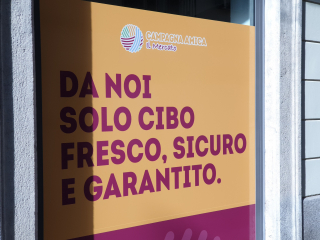 CAMPAGNA AMICA
il Mercato
DA NOI
SOLO CIBO
FRESCO, SICURO
E GARANTITO.